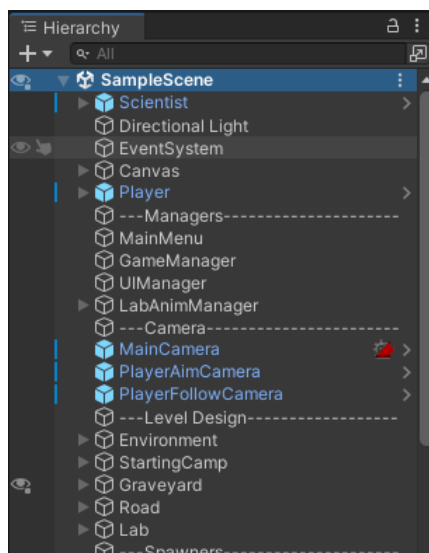 Hierarchy
All
SampleScene
Scientist
Directional Light
EventSystem
Canvas
Player
---Managers-----------------------
MainMenu
GameManager
UIManager
LabAnimManager
---Camera-------------------------
MainCamera
PlayerAimCamera
PlayerFollowCamera
---Level Design-------------------
Environment
StartingCamp
Graveyard
Road
Lab
---Spawners-----------------------